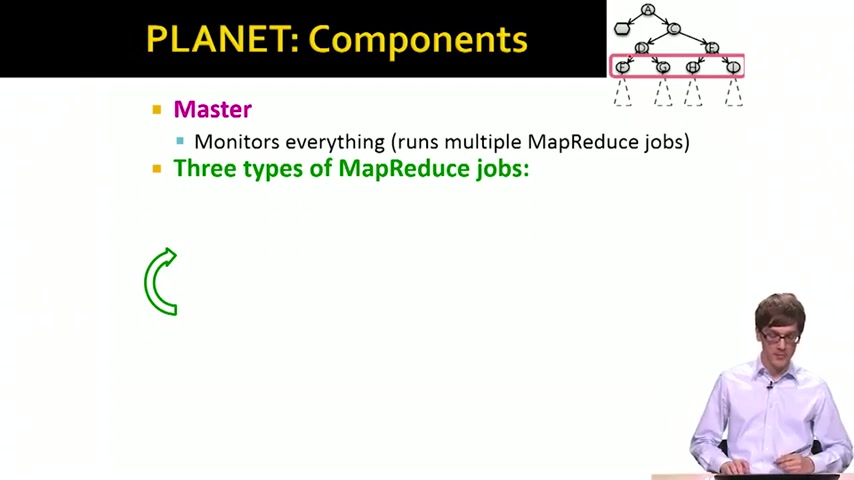 PLANET: Components
A
C
D
E
F
G
H
I
Master
Monitors everything (runs multiple MapReduce jobs)
Three types of MapReduce jobs: